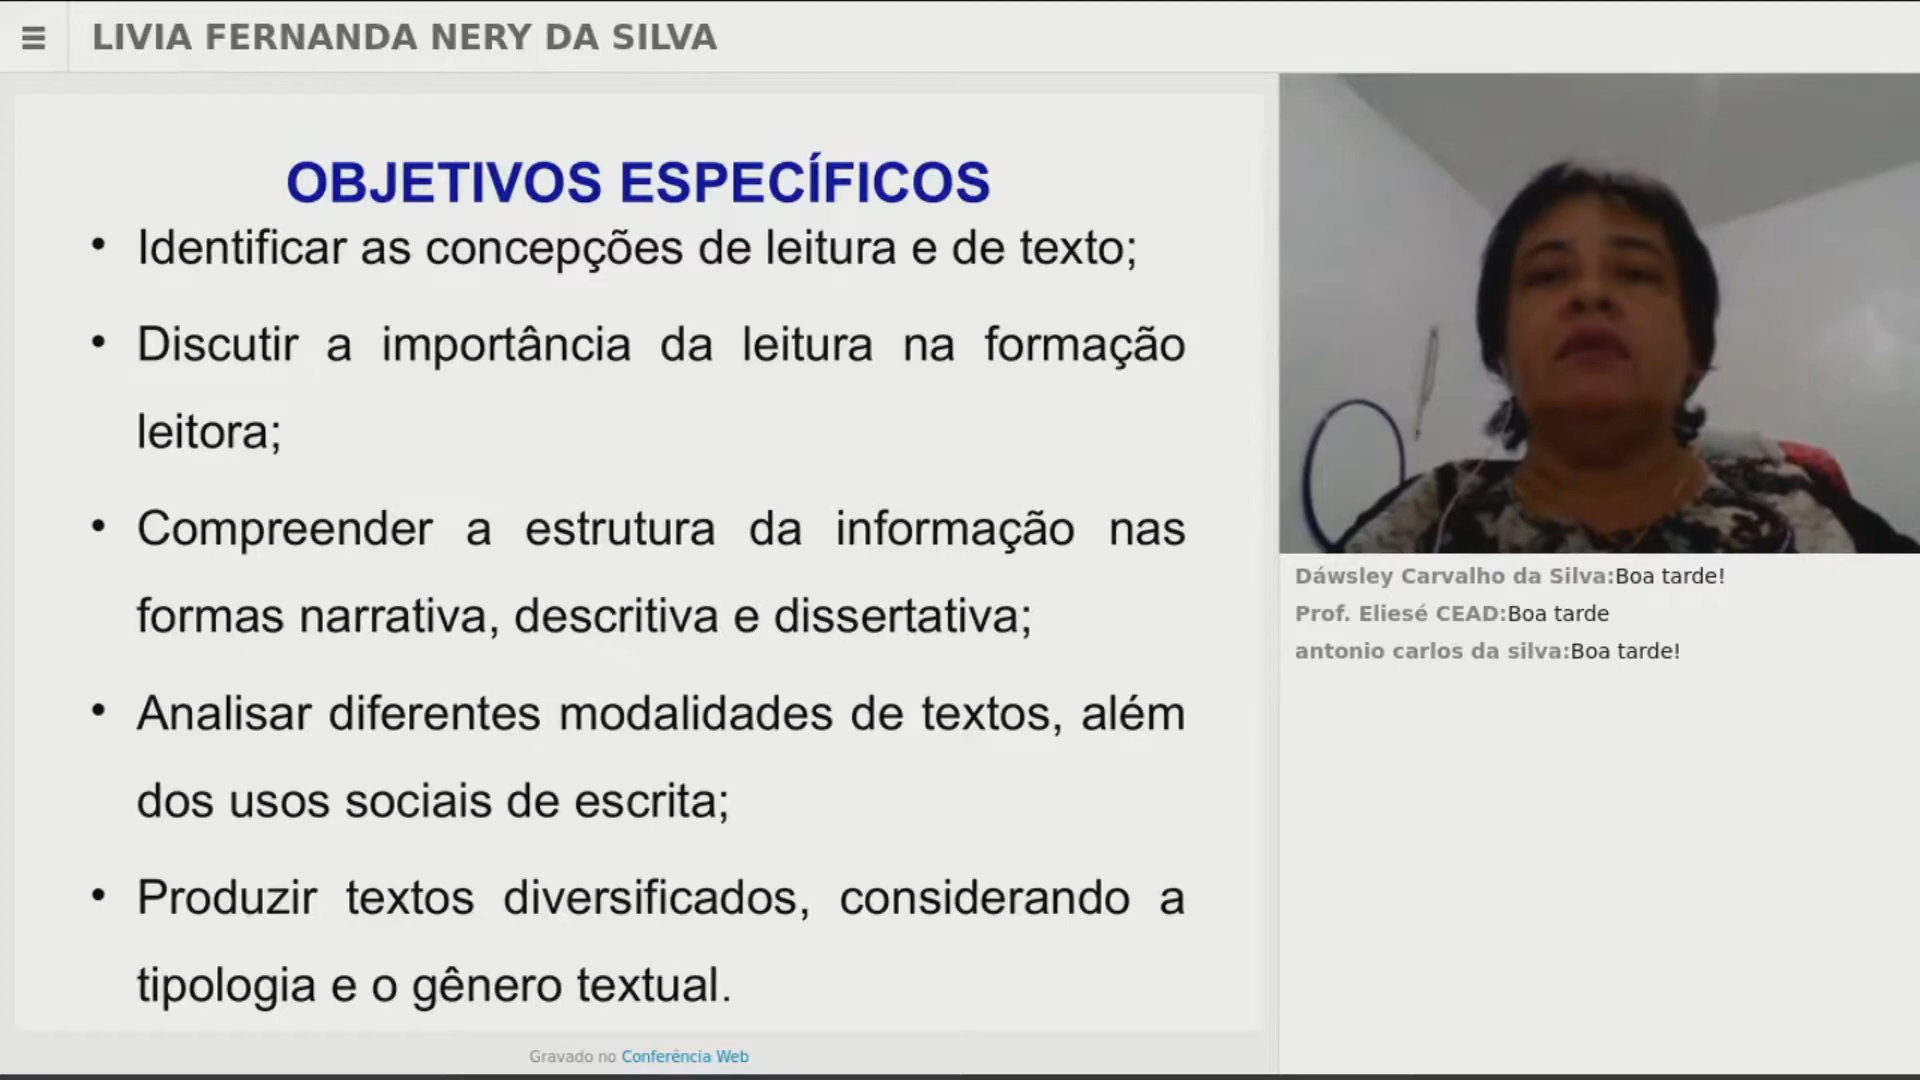 LIVIA FERNANDA NERY DA SILVA
OBJETIVOS ESPECÍFICOS
• Identificar as concepções de leitura e de texto;
• Discutir a importância da leitura na formação
leitora;
• Compreender a estrutura da informação nas
formas narrativa, descritiva e dissertativa;
• Analisar diferentes modalidades de textos, além
dos usos sociais de escrita;
• Produzir textos diversificados, considerando a
tipologia e o gênero textual.
Gravado no Conferência Web
Dáwsley Carvalho da Silva:Boa tarde!
Prof. Eliesé CEAD:Boa tarde
antonio carlos da silva:Boa tarde!